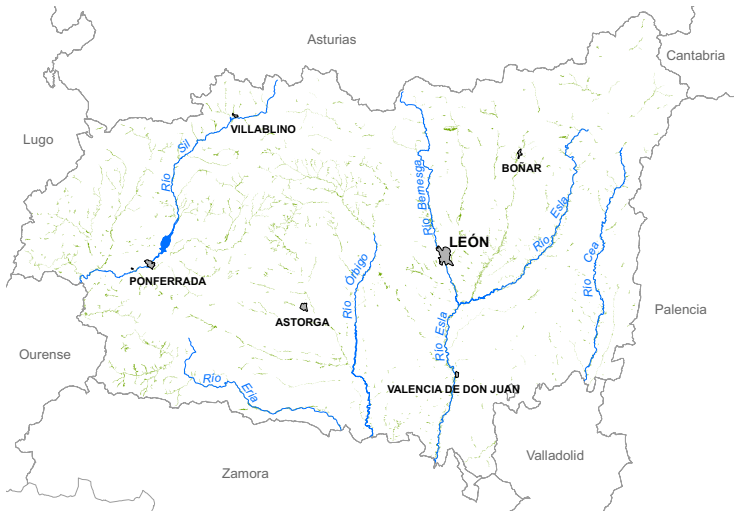 Asturias
Cantabria
Lugo
VILLABLINO
Río Sil
BOÑAR
Río Bernesga
Río Esla
LEÓN
Río Órbigo
Río Cea
PONFERRADA
ASTORGA
Palencia
Río Esla
Ourense
Río Eria
VALENCIA DE DON JUAN
Valladolid
Zamora